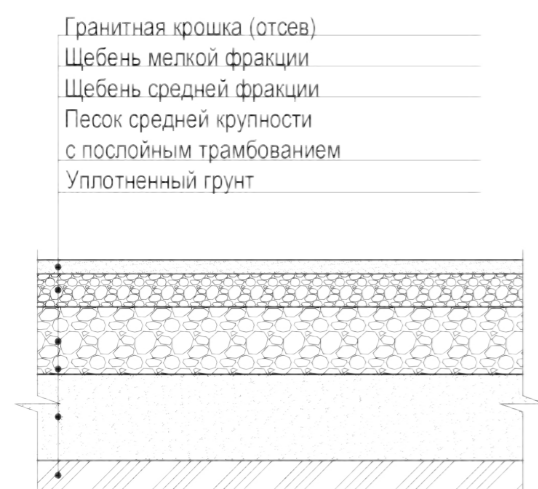 Гранитная крошка (отсев)
Щебень мелкой фракции
Щебень средней фракции
Песок средней крупности
с послойным трамбованием
Уплотненный грунт